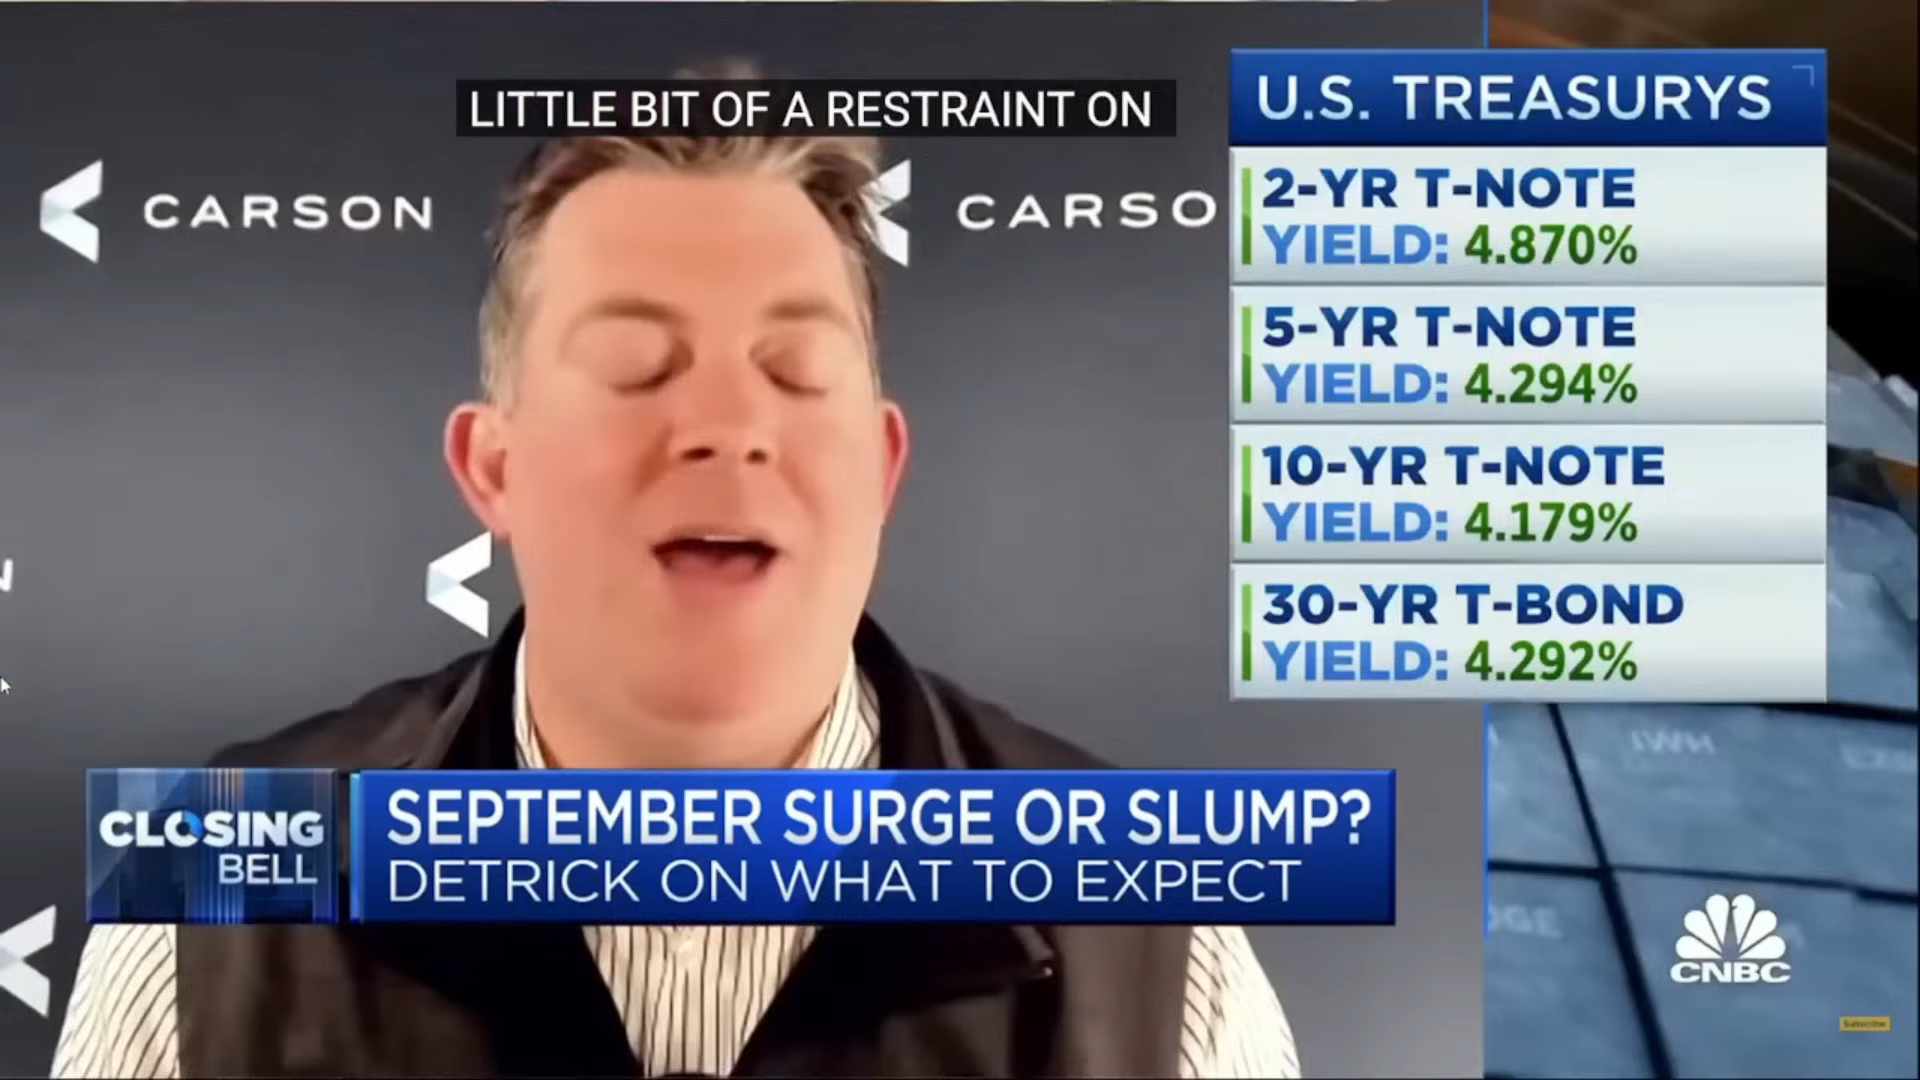 LITTLE BIT OF A RESTRAINT ON
CARSON
CARSO
U.S. TREASURYS
2-YR T-NOTE
YIELD: 4.870%
5-YR T-NOTE
YIELD: 4.294%
10-YR T-NOTE
YIELD: 4.179%
30-YR T-BOND
YIELD: 4.292%
CLOSING
BELL
SEPTEMBER SURGE OR SLUMP?
DETRICK ON WHAT TO EXPECT
CNBC
Subscribe